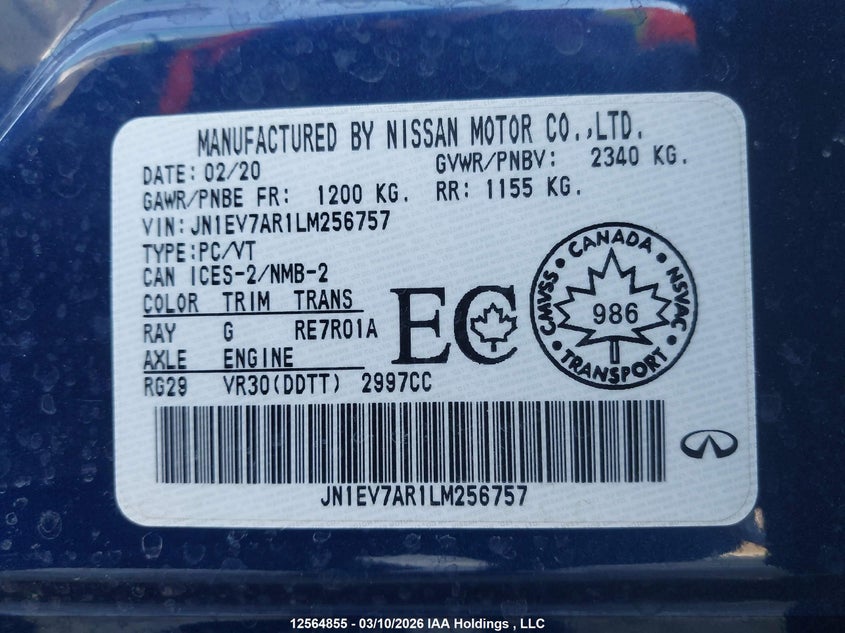 MANUFACTURED BY NISSAN MOTOR CO.,LTD.
DATE: 02/20 GVWR/PNBV: 2340 KG.
GAWR/PNBE FR: 1200 KG. RR: 1155 KG.
VIN: JN1EV7AR1LM256757
TYPE:PC/VT
CAN ICES-2/NMB-2
COLOR TRIM TRANS
RAY G RE7R01A
AXLE ENGINE
RG29 VR30(DDTT) 2997CC
EC
CANADA
CMVSS
NSVAC
986
TRANSPORT
JN1EV7AR1LM256757
12564855 - 03/10/2026 IAA Holdings , LLC